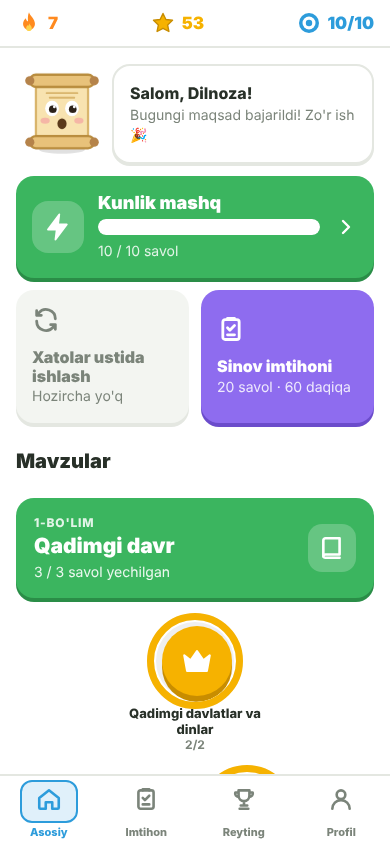 7
53
10/10
Salom, Dilnoza!
Bugungi maqsad bajarildi! Zo'r ish
🎉
Kunlik mashq
10 / 10 savol
Xatolar ustida
ishlash
Hozircha yo'q
Sinov imtihoni
20 savol · 60 daqiqa
Mavzular
1-BO'LIM
Qadimgi davr
3 / 3 savol yechilgan
Qadimgi davlatlar va
dinlar
2/2
Asosiy
Imtihon
Reyting
Profil